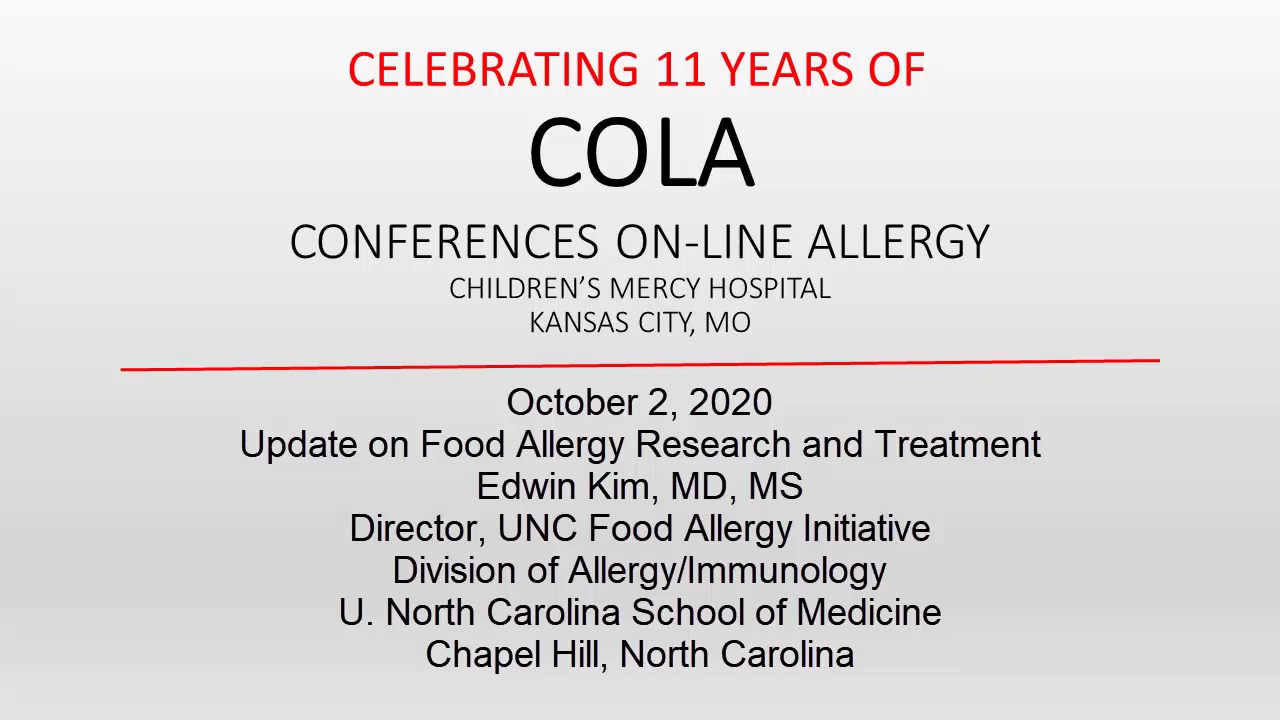 CELEBRATING 11 YEARS OF
COLA
CONFERENCES ON-LINE ALLERGY
CHILDREN’S MERCY HOSPITAL
KANSAS CITY, MO
October 2, 2020
Update on Food Allergy Research and Treatment
Edwin Kim, MD, MS
Director, UNC Food Allergy Initiative
Division of Allergy/Immunology
U. North Carolina School of Medicine
Chapel Hill, North Carolina